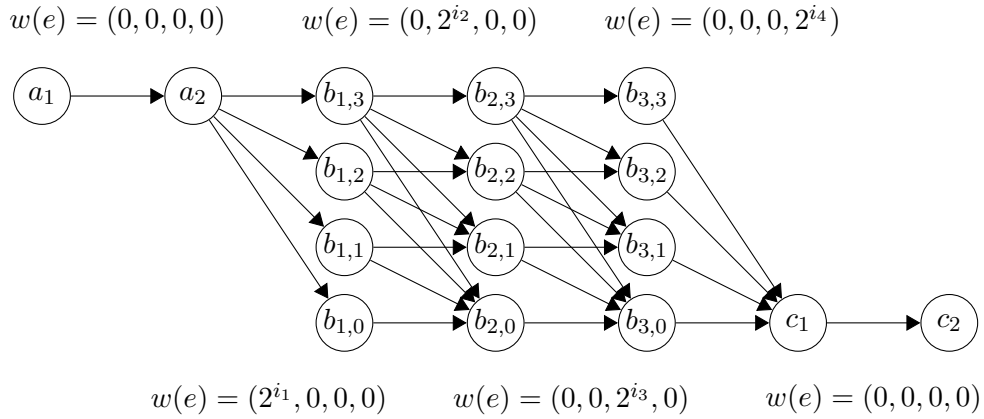 w(e) = (0, 0, 0, 0) w(e) = (0, 2^{i_2}, 0, 0) w(e) = (0, 0, 0, 2^{i_4})
a_1 a_2 b_{1,3} b_{2,3} b_{3,3}
b_{1,2} b_{2,2} b_{3,2}
b_{1,1} b_{2,1} b_{3,1}
b_{1,0} b_{2,0} b_{3,0} c_1 c_2
w(e) = (2^{i_1}, 0, 0, 0) w(e) = (0, 0, 2^{i_3}, 0) w(e) = (0, 0, 0, 0)